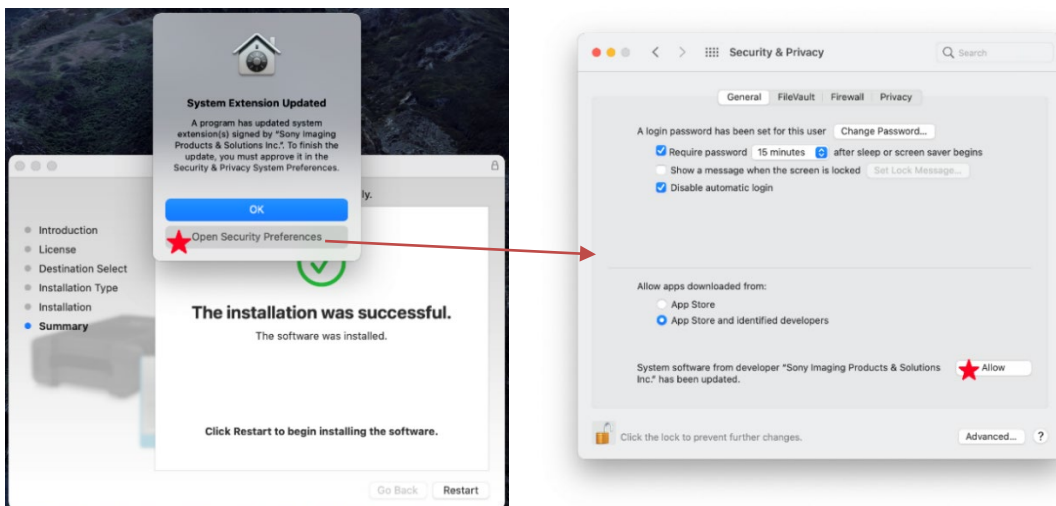 System Extension Updated
A program has updated system
extension(s) signed by "Sony Imaging
Products & Solutions Inc.". To finish the
update, you must approve it in the
Security & Privacy System Preferences.
OK
Open Security Preferences
ly.
Introduction
License
Destination Select
Installation Type
Installation
Summary
The installation was successful.
The software was installed.
Click Restart to begin installing the software.
Go Back Restart
Security & Privacy Search
General FileVault Firewall Privacy
A login password has been set for this user Change Password...
Require password 15 minutes after sleep or screen saver begins
Show a message when the screen is locked Set Lock Message...
Disable automatic login
Allow apps downloaded from:
App Store
App Store and identified developers
System software from developer "Sony Imaging Products & Solutions
Inc." has been updated.
Allow
Click the lock to prevent further changes.
Advanced... ?